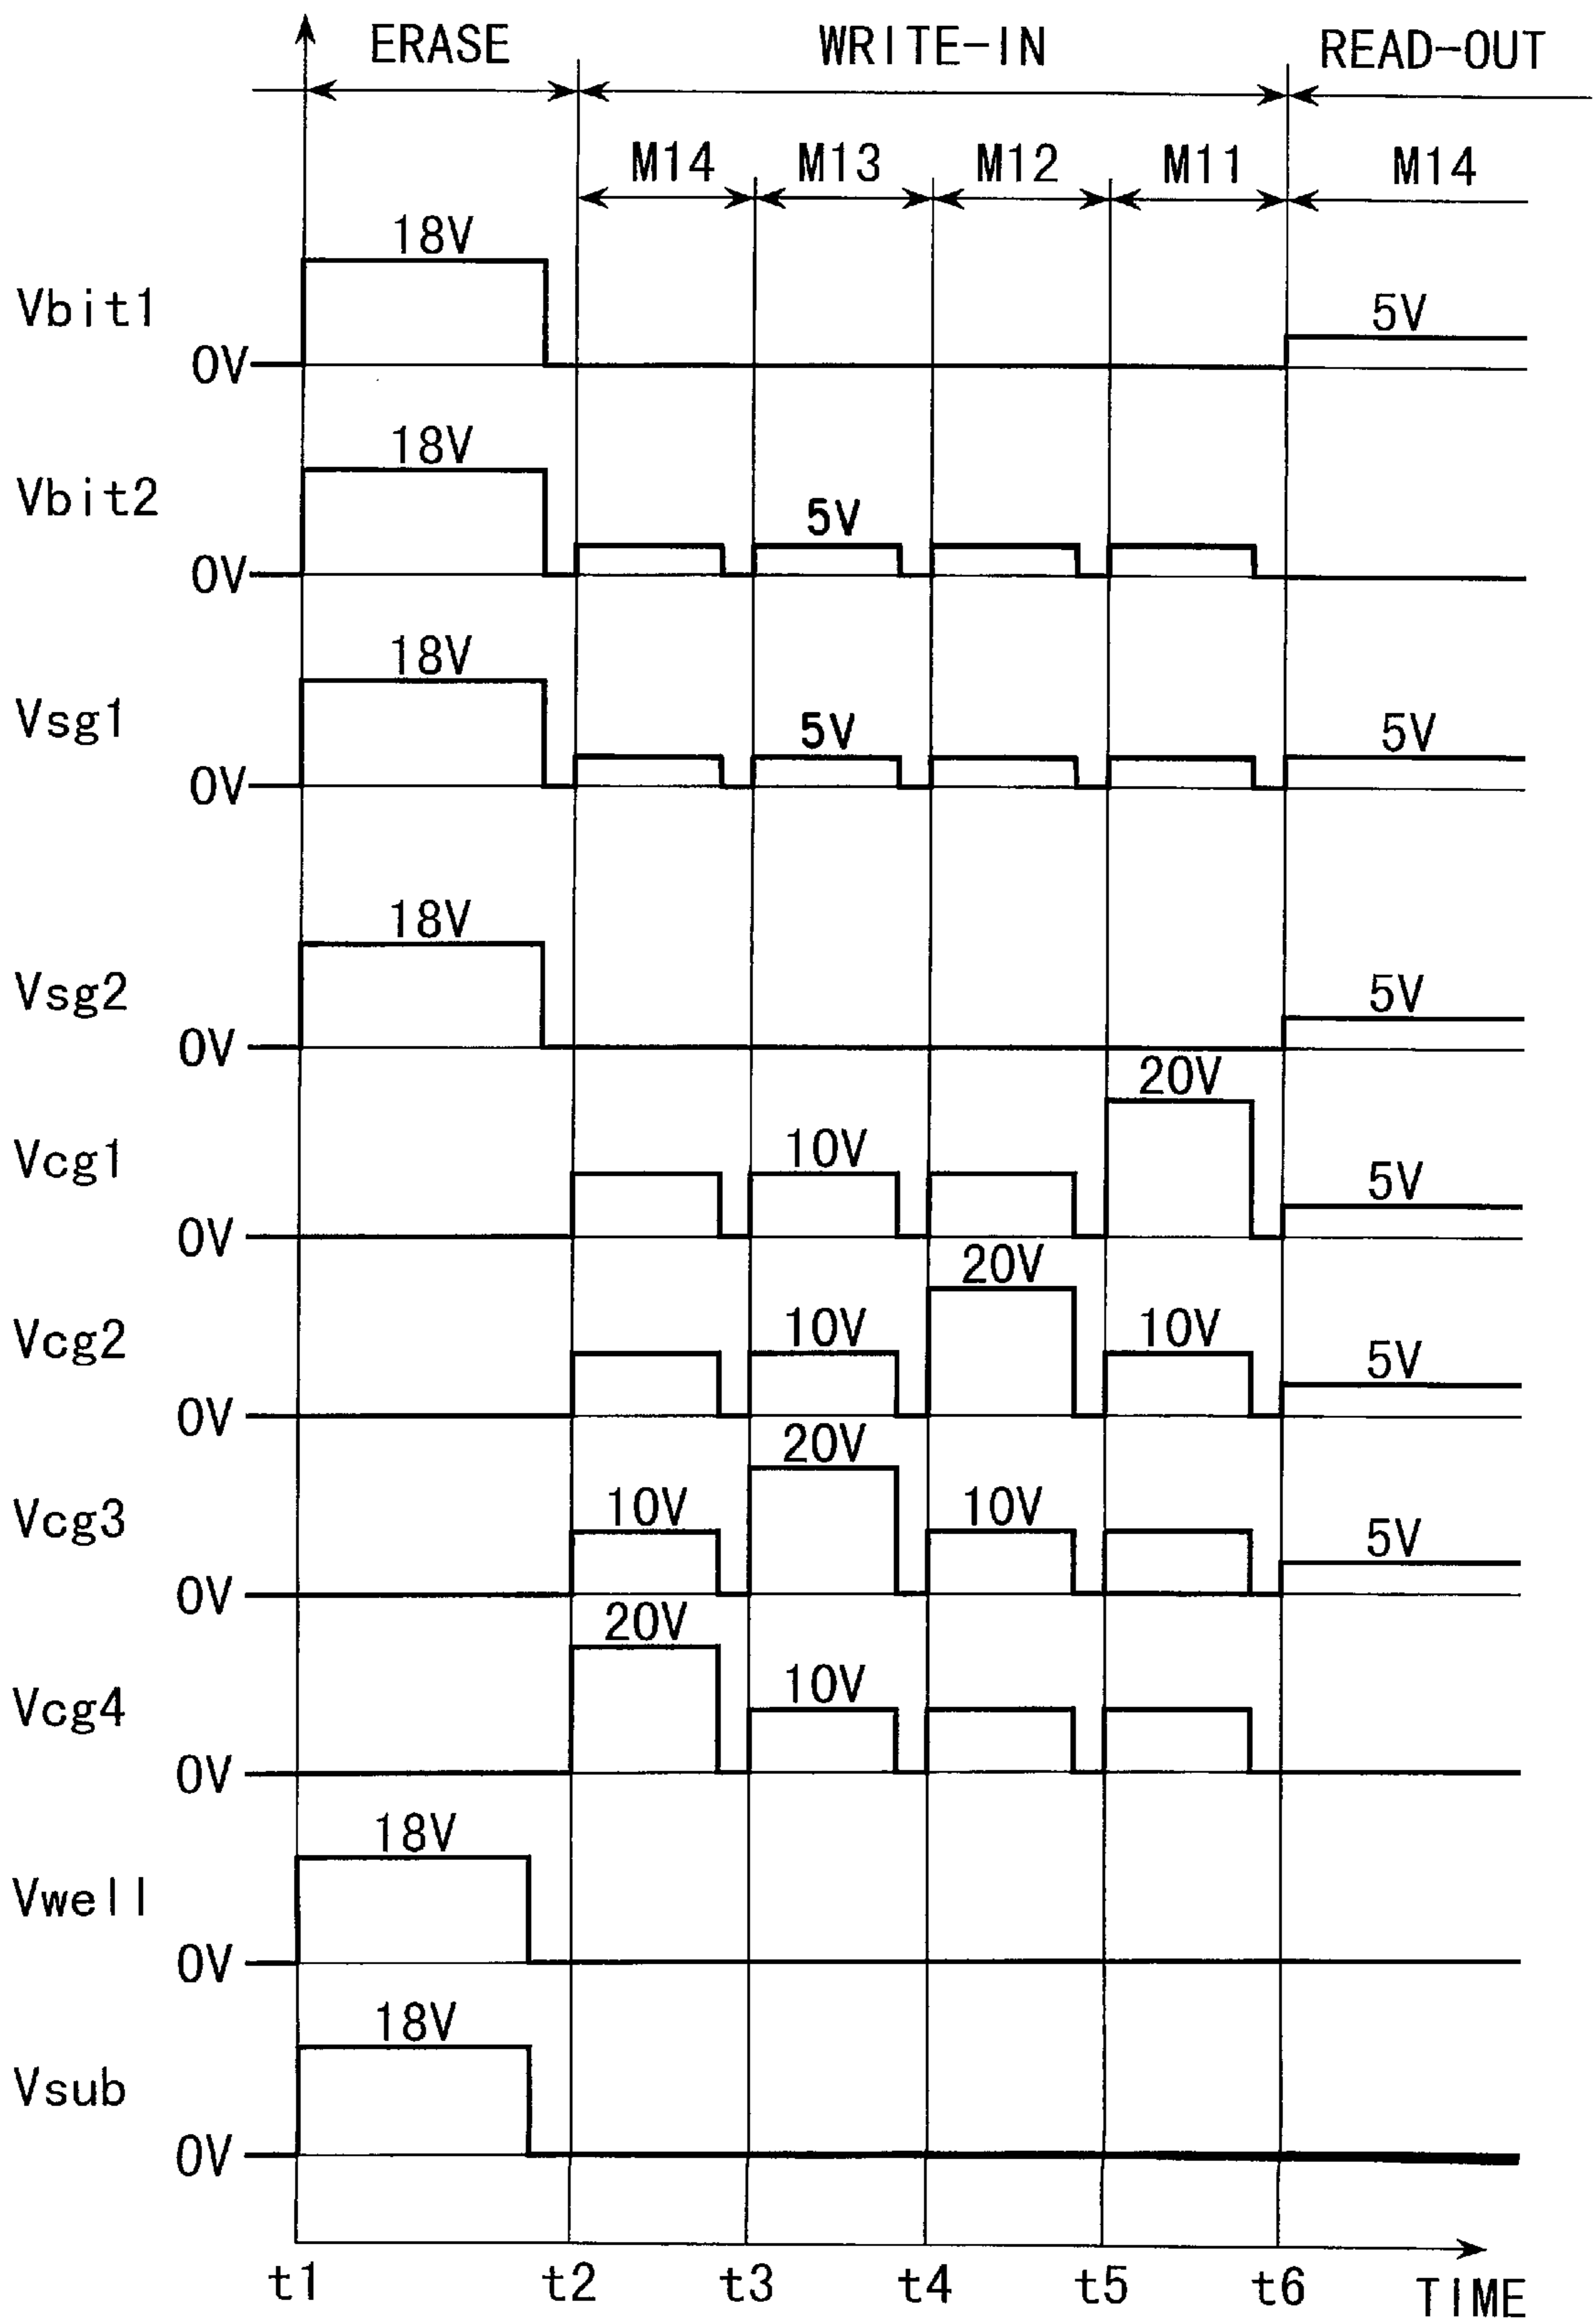 ERASE WRITE-IN READ-OUT
M14 M13 M12 M11 M14
18V
Vbit1 5V
0V
18V
Vbit2 5V
0V
18V
Vsg1 5V 5V
0V
18V
Vsg2 5V
0V
20V
Vcg1 10V 5V
0V
20V
Vcg2 10V 10V 5V
0V
20V
Vcg3 10V 10V 5V
0V
20V
Vcg4 10V
0V
18V
Vwell
0V
18V
Vsub
0V
t1 t2 t3 t4 t5 t6 TIME